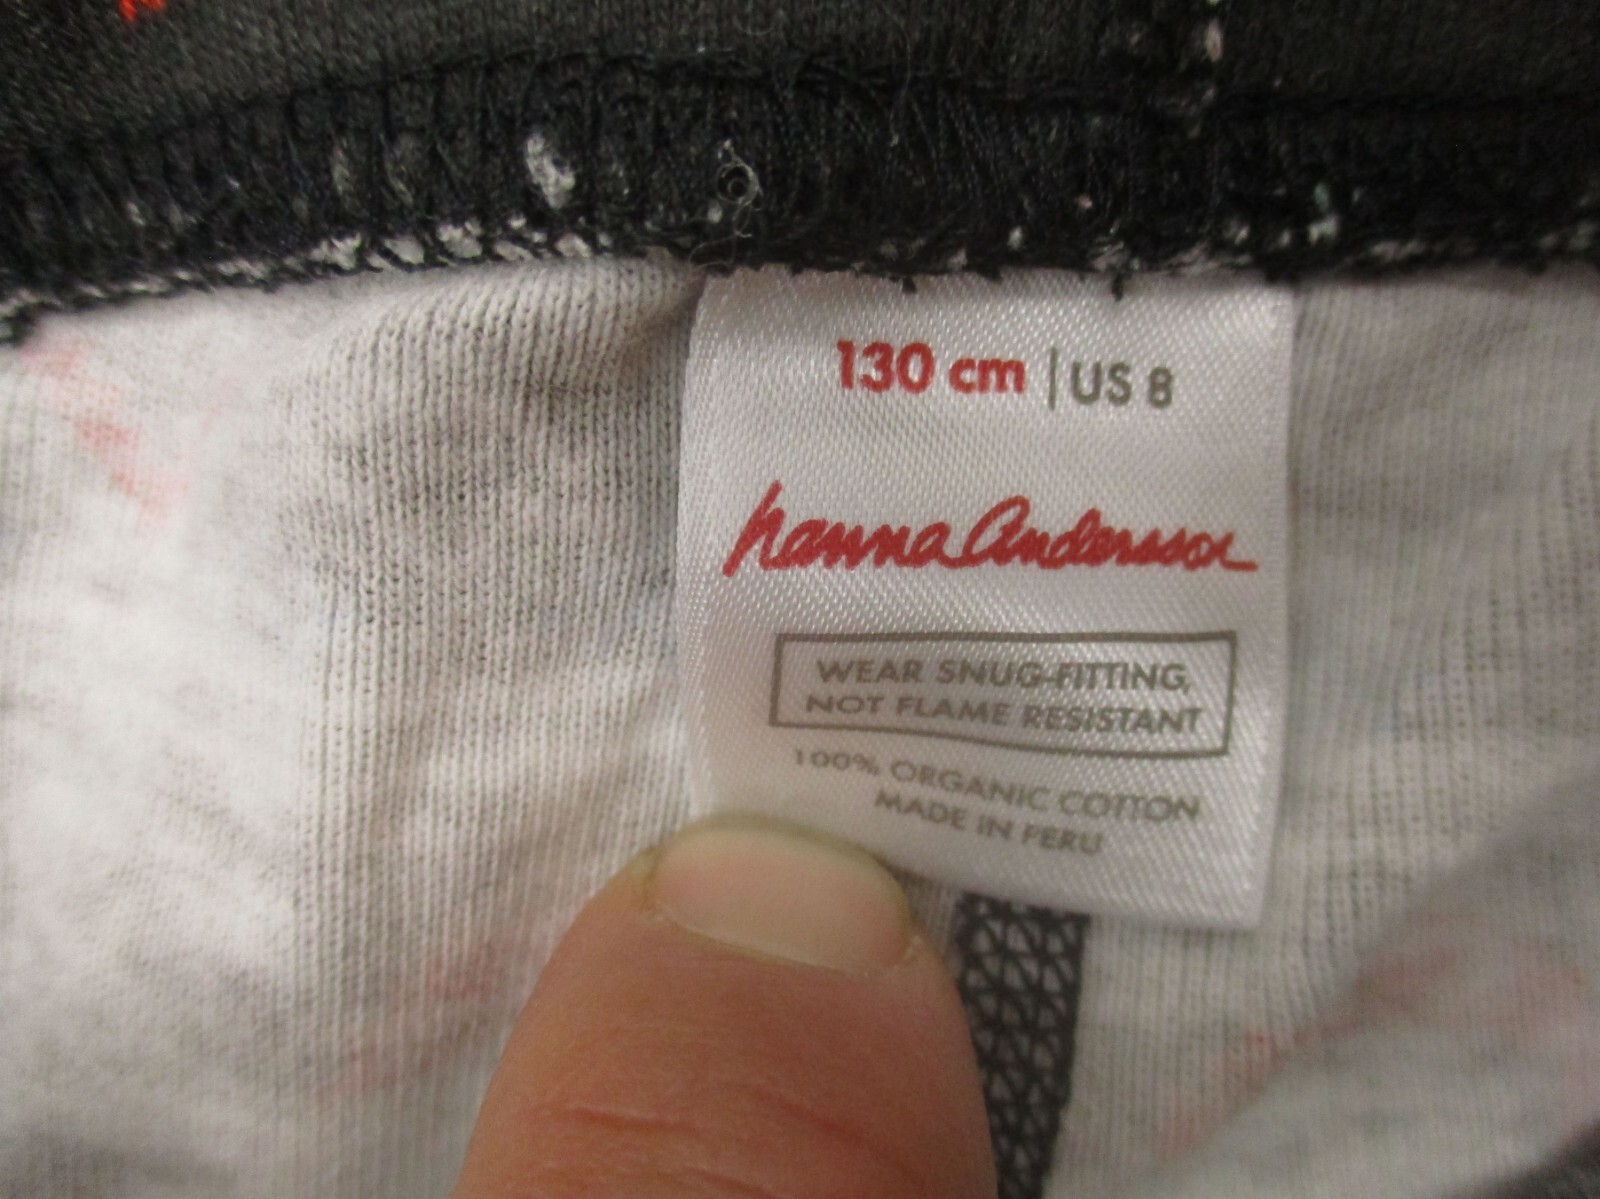 130 cm | US 8
hanna Andersson
WEAR SNUG-FITTING,
NOT FLAME RESISTANT
100% ORGANIC COTTON
MADE IN PERU